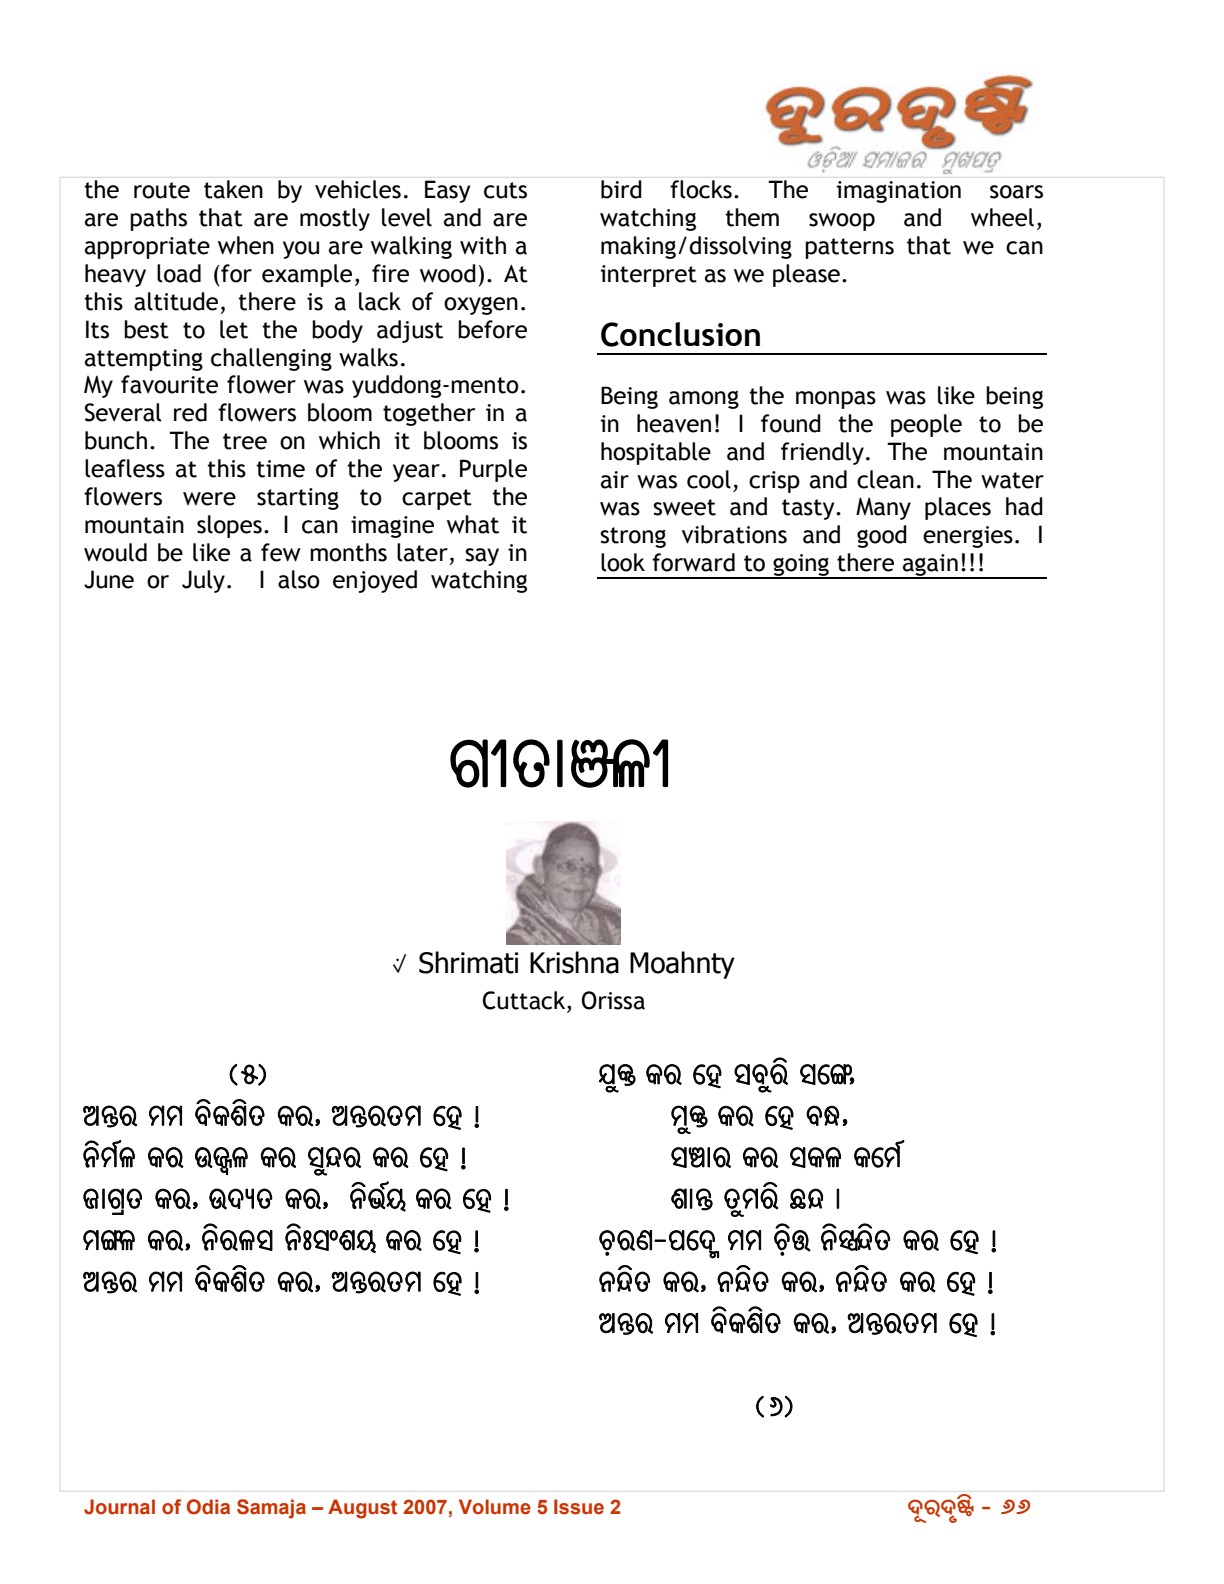 ଦୁରଦୃଷ୍ଟି
ଓଡ଼ିଆ ସମାଜର ମୁଖପତ୍ର
the route taken by vehicles. Easy cuts
are paths that are mostly level and are
appropriate when you are walking with a
heavy load (for example, fire wood). At
this altitude, there is a lack of oxygen.
Its best to let the body adjust before
attempting challenging walks.
My favourite flower was yuddong-mento.
Several red flowers bloom together in a
bunch. The tree on which it blooms is
leafless at this time of the year. Purple
flowers were starting to carpet the
mountain slopes. I can imagine what it
would be like a few months later, say in
June or July. I also enjoyed watching
bird flocks. The imagination soars
watching them swoop and wheel,
making/dissolving patterns that we can
interpret as we please.
Conclusion
Being among the monpas was like being
in heaven! I found the people to be
hospitable and friendly. The mountain
air was cool, crisp and clean. The water
was sweet and tasty. Many places had
strong vibrations and good energies. I
look forward to going there again!!!
ଗୀତାଞ୍ଜଳୀ
Shrimati Krishna Moahnty
Cuttack, Orissa
(୫)
ଅନ୍ତର ମମ ବିକଶିତ କର, ଅନ୍ତରତମ ହେ !
ନିର୍ମଳ କର ଉଜ୍ଜ୍ୱଳ କର ସୁନ୍ଦର କର ହେ !
ଜାଗ୍ରତ କର, ଉଦ୍ୟତ କର, ନିର୍ଭୟ କର ହେ !
ମଙ୍ଗଳ କର, ନିରଳସ ନିଃସଂଶୟ କର ହେ !
ଅନ୍ତର ମମ ବିକଶିତ କର, ଅନ୍ତରତମ ହେ !
ଯୁକ୍ତ କର ହେ ସବୁରି ସଙ୍ଗେ,
ମୁକ୍ତ କର ହେ ବନ୍ଧ,
ସଞ୍ଚାର କର ସକଳ କର୍ମେ
ଶାନ୍ତ ତୁମରି ଛନ୍ଦ ।
ଚରଣ-ପଦ୍ମେ ମମ ଚିତ୍ତ ନିସ୍ପନ୍ଦିତ କର ହେ !
ନନ୍ଦିତ କର, ନନ୍ଦିତ କର, ନନ୍ଦିତ କର ହେ !
ଅନ୍ତର ମମ ବିକଶିତ କର, ଅନ୍ତରତମ ହେ !
(୬)
Journal of Odia Samaja – August 2007, Volume 5 Issue 2 ଦୂରଦୃଷ୍ଟି - ୬୬